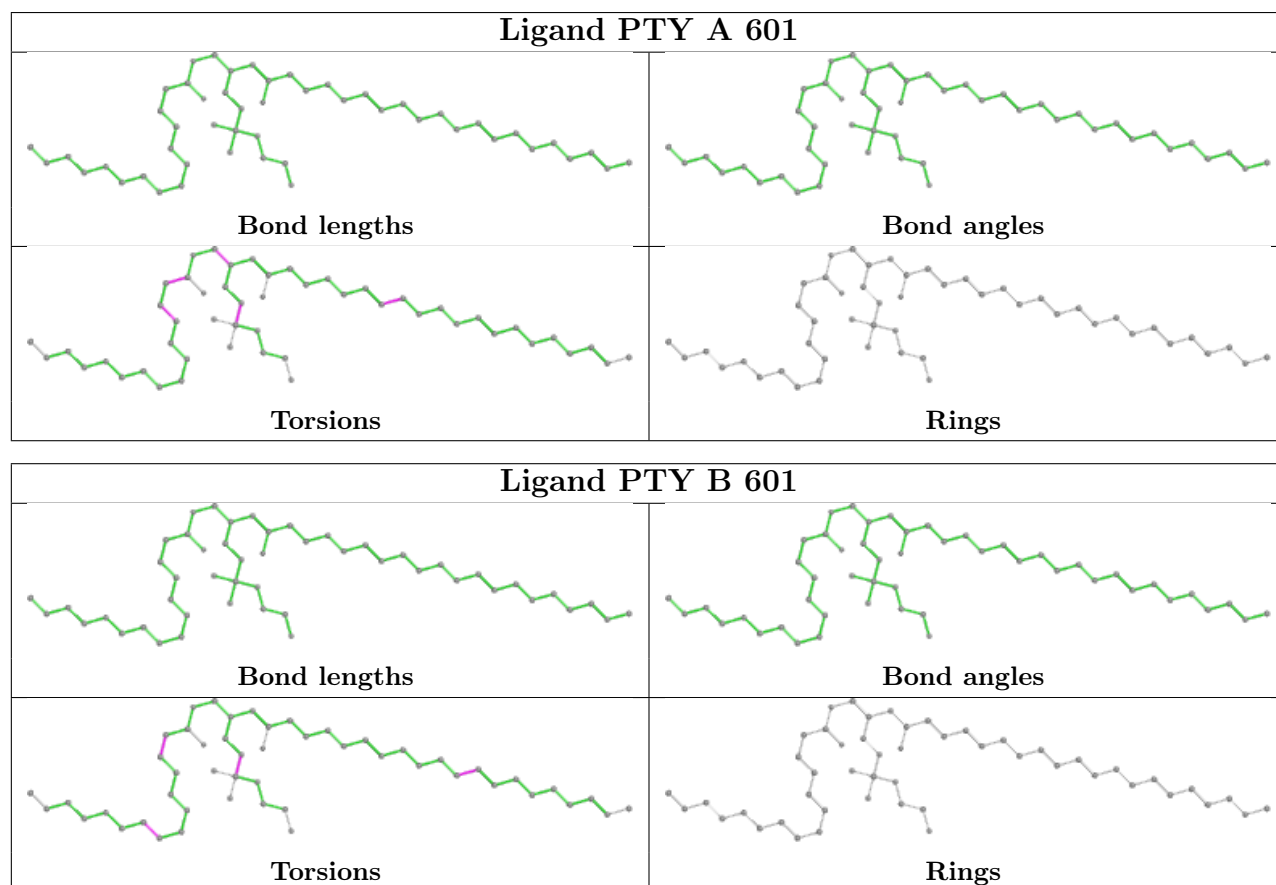 Ligand PTY A 601
Bond lengths
Bond angles
Torsions
Rings
Ligand PTY B 601
Bond lengths
Bond angles
Torsions
Rings